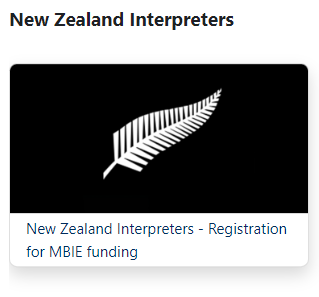 New Zealand Interpreters
New Zealand Interpreters - Registration
for MBIE funding